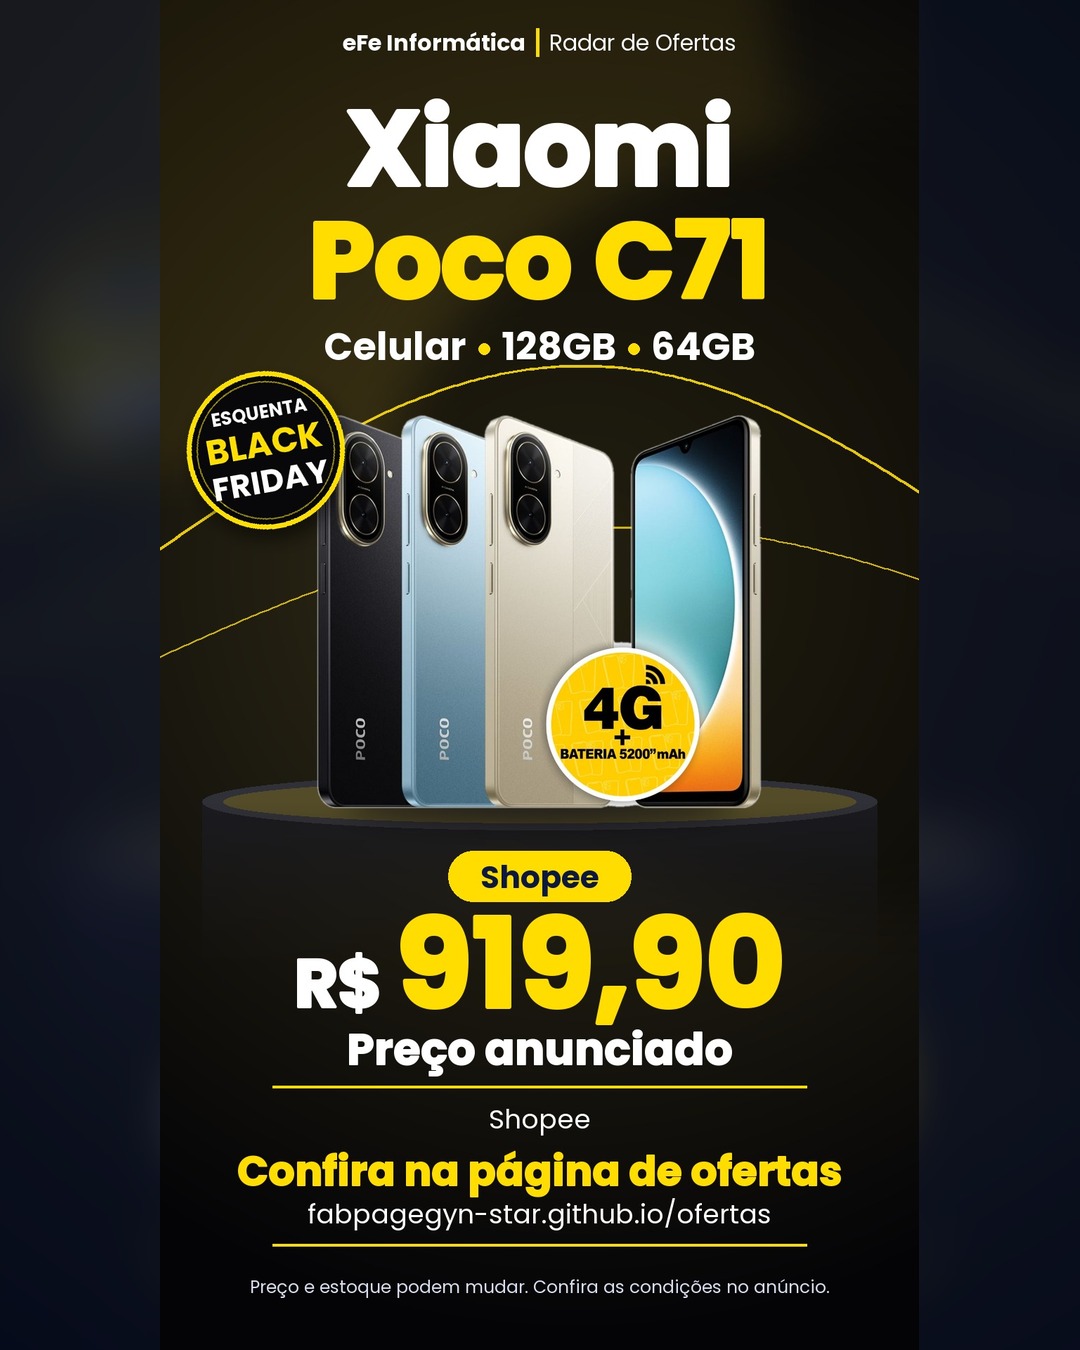 eFe Informática | Radar de Ofertas
Xiaomi
Poco C71
Celular • 128GB • 64GB
ESQUENTA
BLACK
FRIDAY
POCO
POCO
POCO
4G
+
BATERIA 5200”mAh
Shopee
R$ 919,90
Preço anunciado
Shopee
Confira na página de ofertas
fabpagegyn-star.github.io/ofertas
Preço e estoque podem mudar. Confira as condições no anúncio.